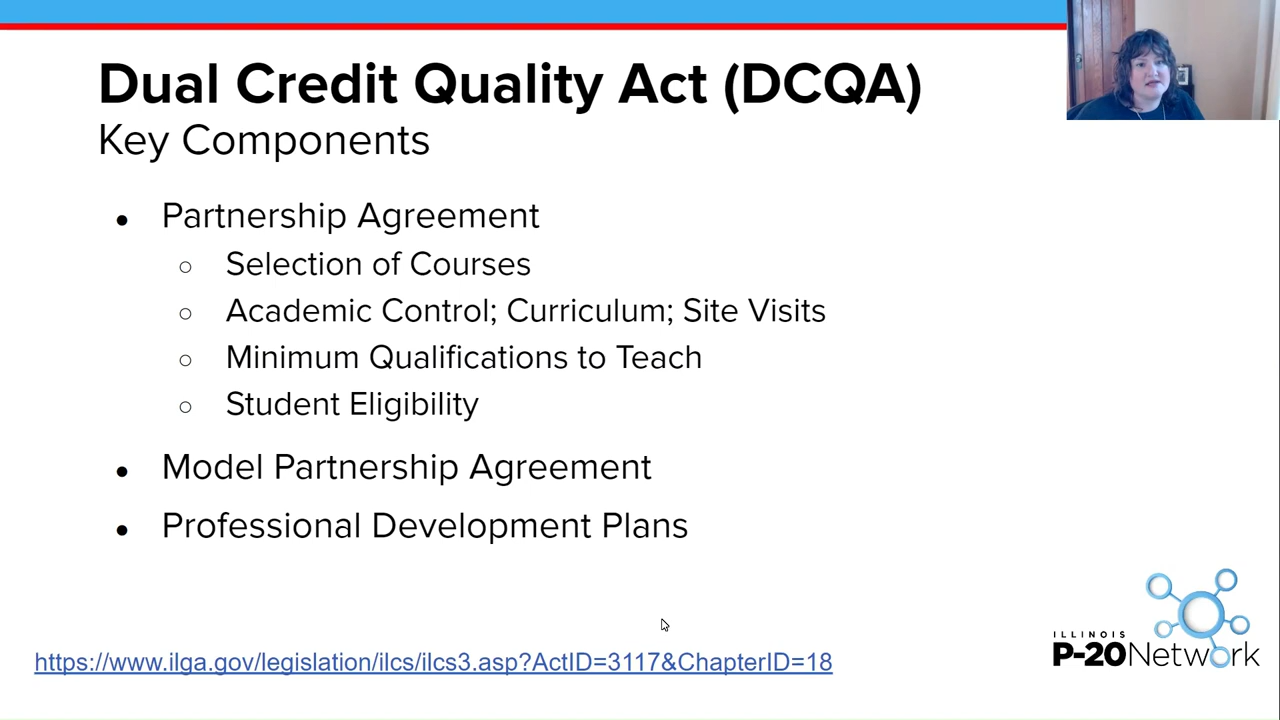 Dual Credit Quality Act (DCQA)
Key Components
● Partnership Agreement
○ Selection of Courses
○ Academic Control; Curriculum; Site Visits
○ Minimum Qualifications to Teach
○ Student Eligibility
● Model Partnership Agreement
● Professional Development Plans
https://www.ilga.gov/legislation/ilcs/ilcs3.asp?ActID=3117&ChapterID=18
ILLINOIS
P-20Network